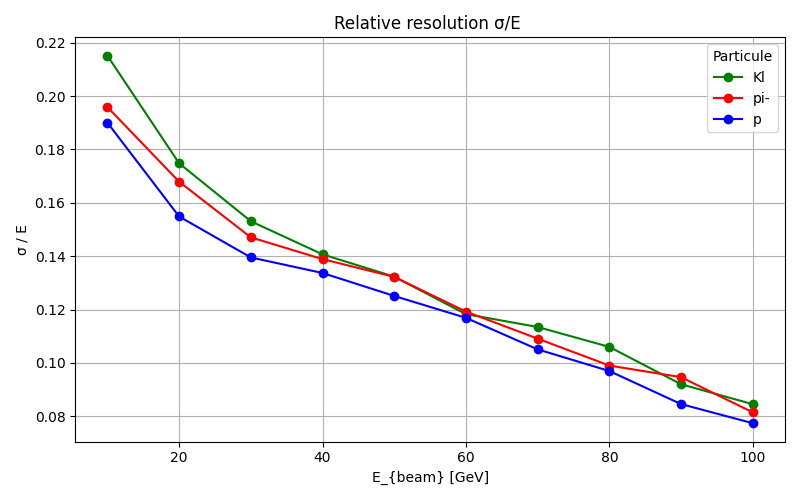 Relative resolution σ/E
σ / E
0.22
0.20
0.18
0.16
0.14
0.12
0.10
0.08
Particule
Kl
pi-
p
20
40
60
80
100
E_{beam} [GeV]